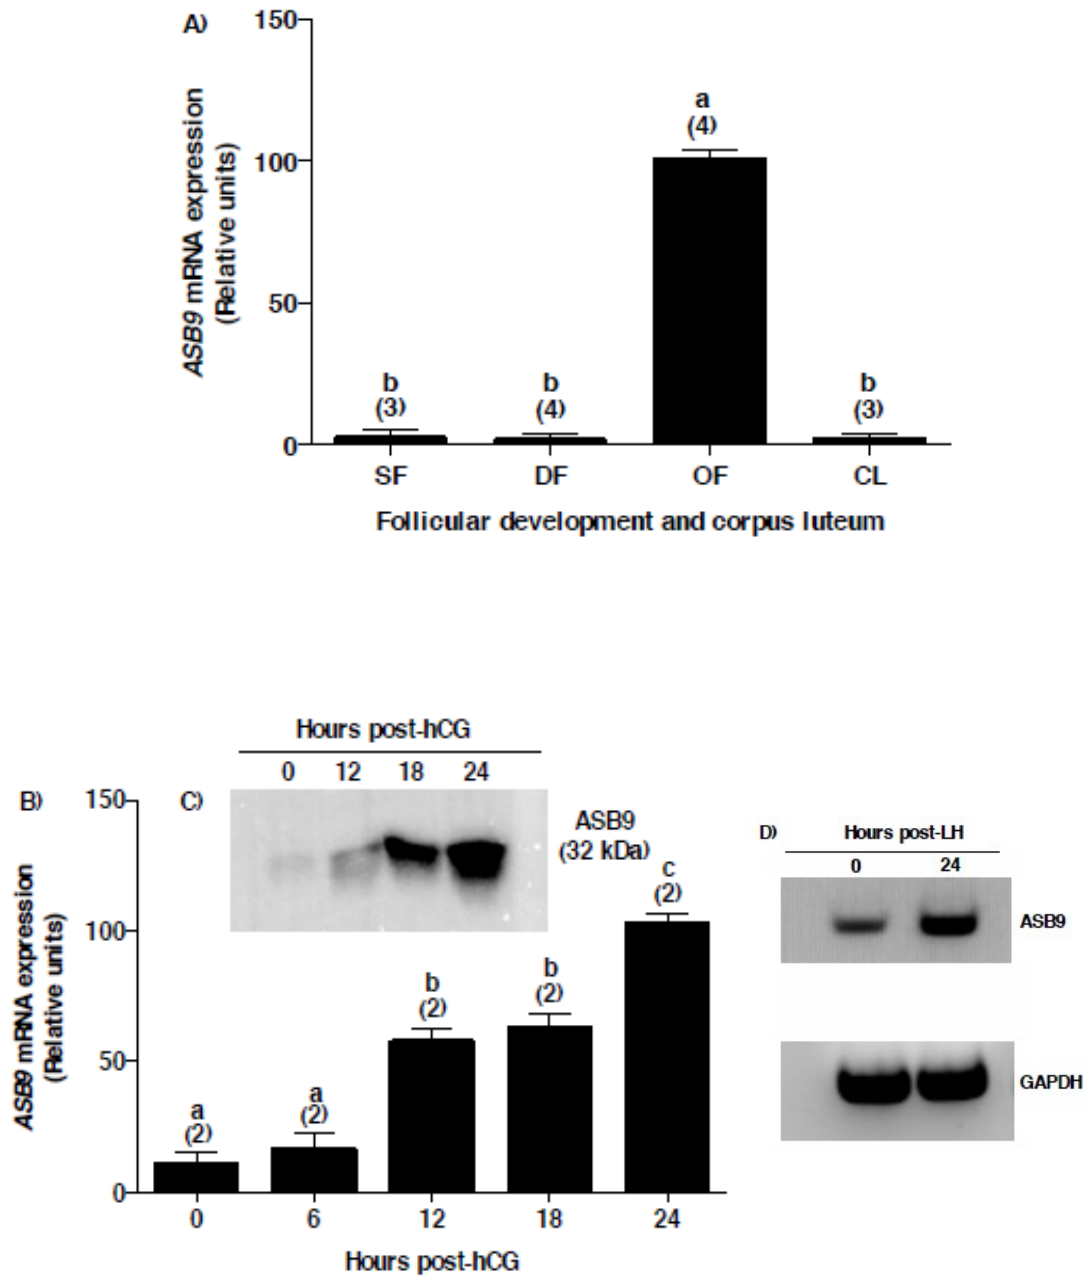 A)
150
100
50
0
ASB9 mRNA expression
(Relative units)
b
(3)
b
(4)
a
(4)
b
(3)
SF DF OF CL
Follicular development and corpus luteum
B)
150
100
50
0
ASB9 mRNA expression
(Relative units)
C)
Hours post-hCG
0 12 18 24
ASB9
(32 kDa)
a
(2)
a
(2)
b
(2)
b
(2)
c
(2)
0 6 12 18 24
Hours post-hCG
D)
Hours post-LH
0 24
ASB9
GAPDH